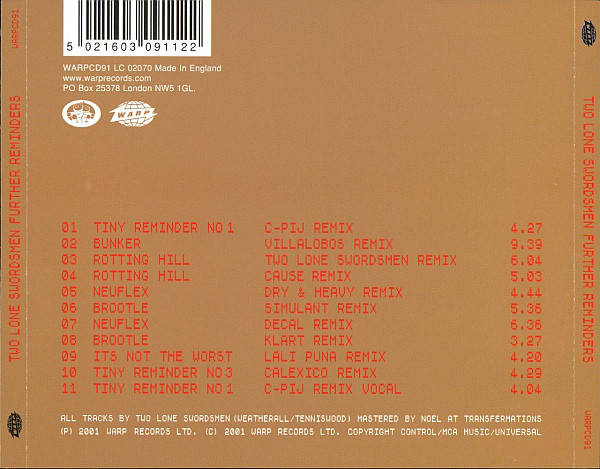 WARPCD91
TWO LONE SWORDSMEN FURTHER REMINDERS
5 021603 091122
WARPCD91 LC 02070 Made In England
www.warprecords.com
PO Box 25378 London NW5 1GL.
WARP
01 TINY REMINDER NO 1 C-PIJ REMIX 4.27
02 BUNKER VILLALOBOS REMIX 9.39
03 ROTTING HILL TWO LONE SWORDSMEN REMIX 6.04
04 ROTTING HILL CAUSE REMIX 5.03
05 NEUFLEX DRY & HEAVY REMIX 4.44
06 BROOTLE SIMULANT REMIX 5.36
07 NEUFLEX DECAL REMIX 6.36
08 BROOTLE KLART REMIX 3.27
09 ITS NOT THE WORST LALI PUNA REMIX 4.20
10 TINY REMINDER NO 3 CALEXICO REMIX 4.29
11 TINY REMINDER NO 1 C-PIJ REMIX VOCAL 4.04
ALL TRACKS BY TWO LONE SWORDSMEN (WEATHERALL/TENNISWOOD) MASTERED BY NOEL AT TRANSFERMATIONS
(P) 2001 WARP RECORDS LTD. (C) 2001 WARP RECORDS LTD. COPYRIGHT CONTROL/MCA MUSIC/UNIVERSAL
TWO LONE SWORDSMEN FURTHER REMINDERS
WARPCD91